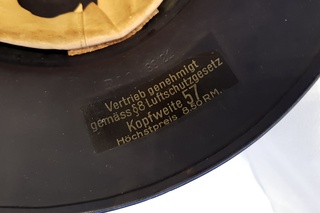 Vertrieb genehmigt
gemäss §8 Luftschutzgesetz
Kopfweite 57
Höchstpreis 8.50 RM.